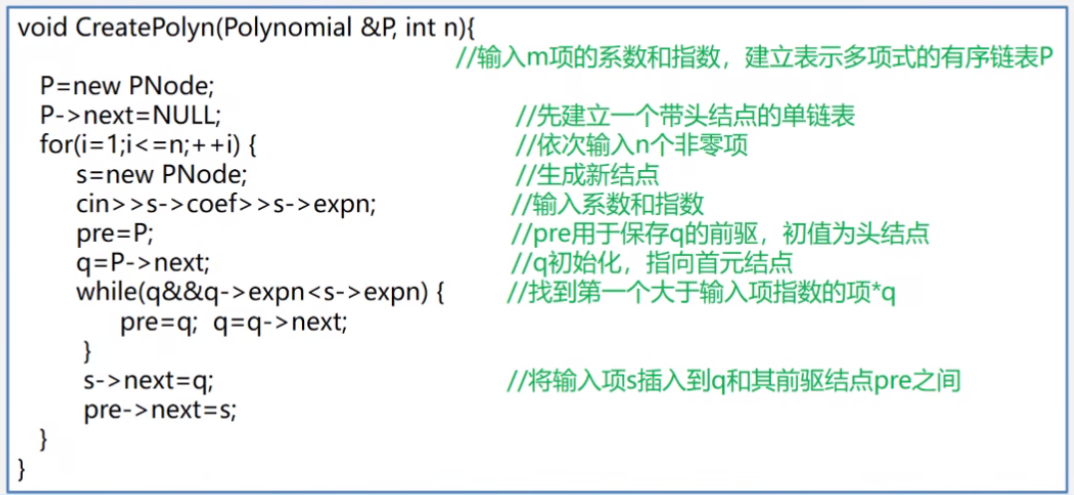 void CreatePolyn(Polynomial &P, int n){
//输入m项的系数和指数，建立表示多项式的有序链表P
P=new PNode;
P->next=NULL; //先建立一个带头结点的单链表
for(i=1;i<=n;++i) { //依次输入n个非零项
s=new PNode; //生成新结点
cin>>s->coef>>s->expn; //输入系数和指数
pre=P; //pre用于保存q的前驱，初值为头结点
q=P->next; //q初始化，指向首元结点
while(q&&q->expn<s->expn) { //找到第一个大于输入项指数的项*q
pre=q; q=q->next;
}
s->next=q; //将输入项s插入到q和其前驱结点pre之间
pre->next=s;
}
}